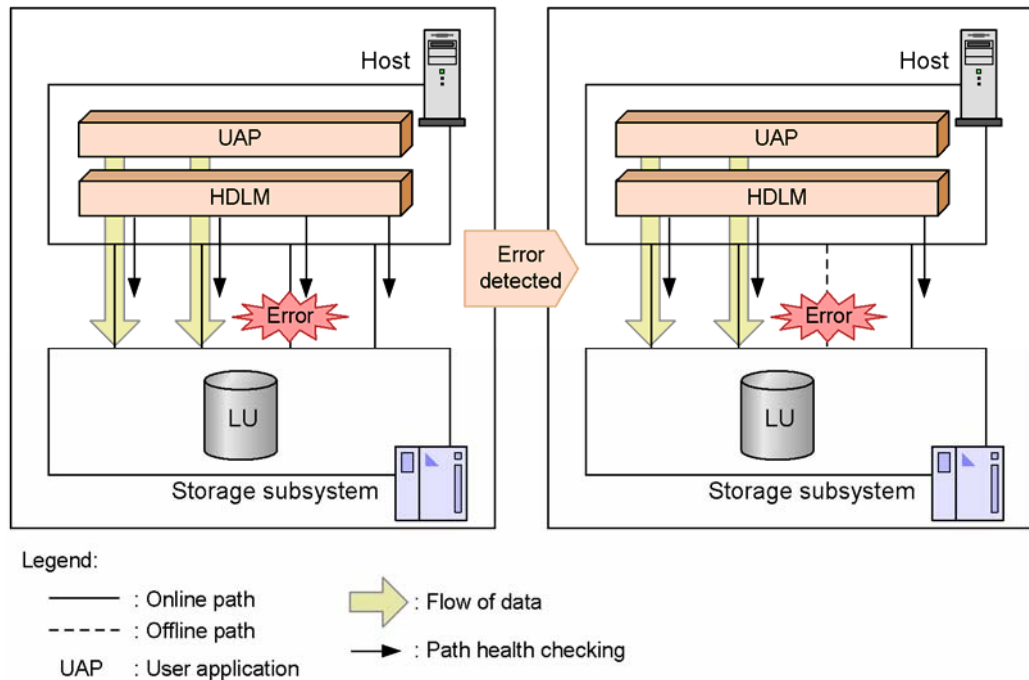 Host
UAP
HDLM
Error
LU
Storage subsystem
Error
detected
Host
UAP
HDLM
Error
LU
Storage subsystem
Legend:
: Online path
: Offline path
UAP : User application
: Flow of data
: Path health checking